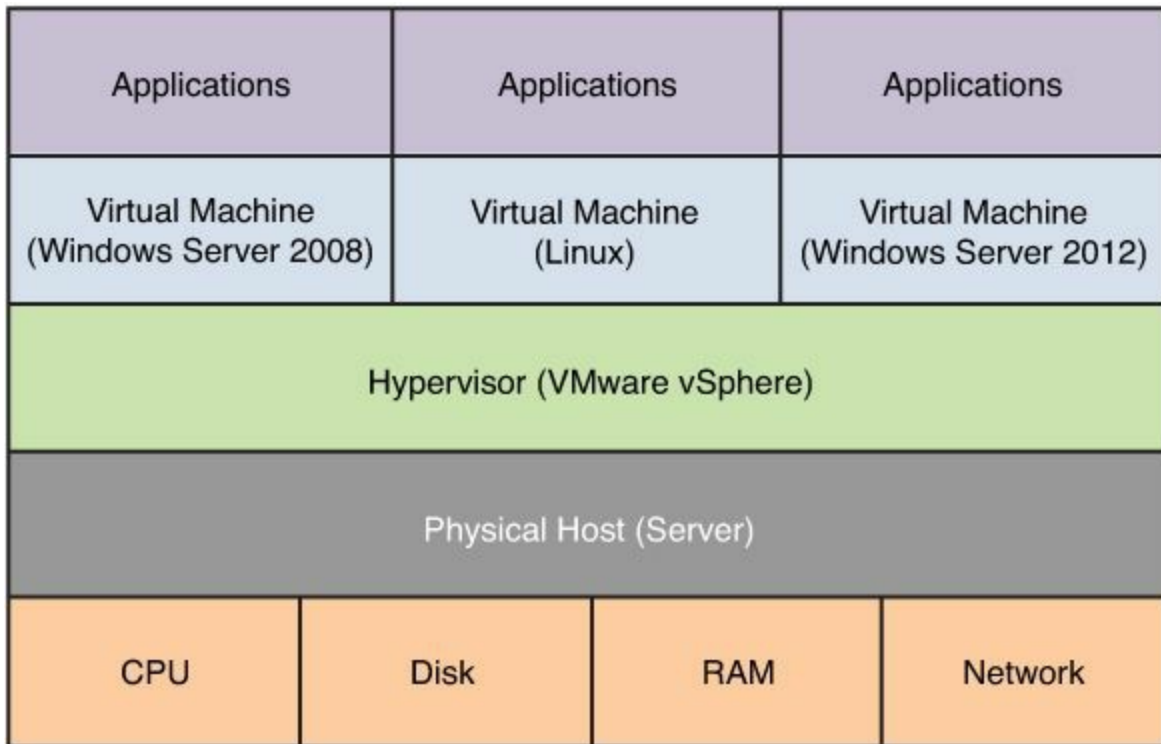 Applications
Applications
Applications
Virtual Machine
(Windows Server 2008)
Virtual Machine
(Linux)
Virtual Machine
(Windows Server 2012)
Hypervisor (VMware vSphere)
Physical Host (Server)
CPU
Disk
RAM
Network